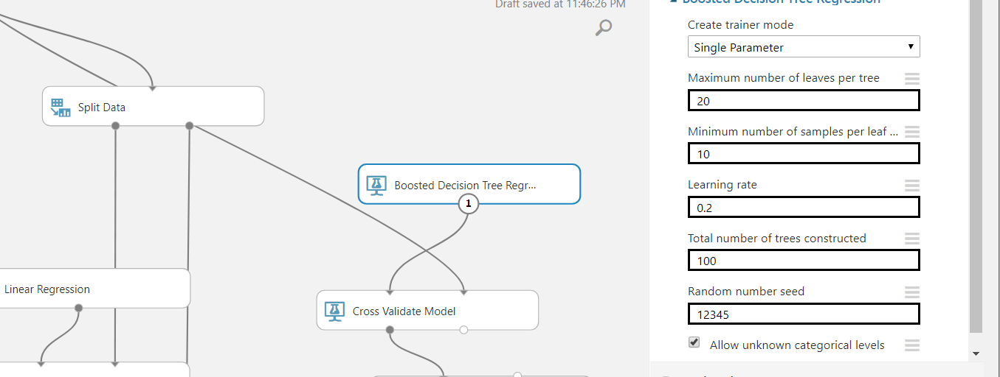 Draft saved at 11:46:26 PM
Split Data
Boosted Decision Tree Regr...
1
Linear Regression
Cross Validate Model
Boosted Decision Tree Regression
Create trainer mode
Single Parameter
Maximum number of leaves per tree
20
Minimum number of samples per leaf ...
10
Learning rate
0.2
Total number of trees constructed
100
Random number seed
12345
Allow unknown categorical levels